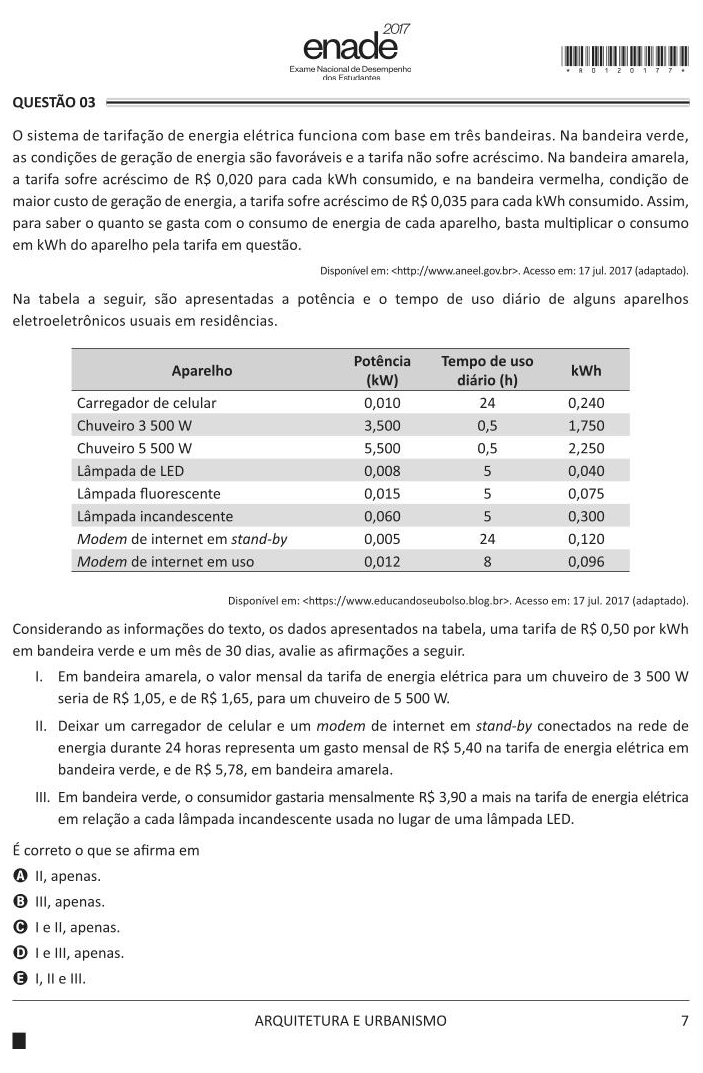 2017
enade
Exame Nacional de Desempenho
dos Estudantes
*R0120177*
QUESTÃO 03
O sistema de tarifação de energia elétrica funciona com base em três bandeiras. Na bandeira verde,
as condições de geração de energia são favoráveis e a tarifa não sofre acréscimo. Na bandeira amarela,
a tarifa sofre acréscimo de R$ 0,020 para cada kWh consumido, e na bandeira vermelha, condição de
maior custo de geração de energia, a tarifa sofre acréscimo de R$ 0,035 para cada kWh consumido. Assim,
para saber o quanto se gasta com o consumo de energia de cada aparelho, basta multiplicar o consumo
em kWh do aparelho pela tarifa em questão.
Disponível em: <http://www.aneel.gov.br>. Acesso em: 17 jul. 2017 (adaptado).
Na tabela a seguir, são apresentadas a potência e o tempo de uso diário de alguns aparelhos
eletroeletrônicos usuais em residências.
Aparelho Potência (kW) Tempo de uso diário (h) kWh
Carregador de celular 0,010 24 0,240
Chuveiro 3 500 W 3,500 0,5 1,750
Chuveiro 5 500 W 5,500 0,5 2,250
Lâmpada de LED 0,008 5 0,040
Lâmpada fluorescente 0,015 5 0,075
Lâmpada incandescente 0,060 5 0,300
Modem de internet em stand-by 0,005 24 0,120
Modem de internet em uso 0,012 8 0,096
Disponível em: <https://www.educandoseubolso.blog.br>. Acesso em: 17 jul. 2017 (adaptado).
Considerando as informações do texto, os dados apresentados na tabela, uma tarifa de R$ 0,50 por kWh
em bandeira verde e um mês de 30 dias, avalie as afirmações a seguir.
I. Em bandeira amarela, o valor mensal da tarifa de energia elétrica para um chuveiro de 3 500 W
seria de R$ 1,05, e de R$ 1,65, para um chuveiro de 5 500 W.
II. Deixar um carregador de celular e um modem de internet em stand-by conectados na rede de
energia durante 24 horas representa um gasto mensal de R$ 5,40 na tarifa de energia elétrica em
bandeira verde, e de R$ 5,78, em bandeira amarela.
III. Em bandeira verde, o consumidor gastaria mensalmente R$ 3,90 a mais na tarifa de energia elétrica
em relação a cada lâmpada incandescente usada no lugar de uma lâmpada LED.
É correto o que se afirma em
A II, apenas.
B III, apenas.
C I e II, apenas.
D I e III, apenas.
E I, II e III.
ARQUITETURA E URBANISMO 7